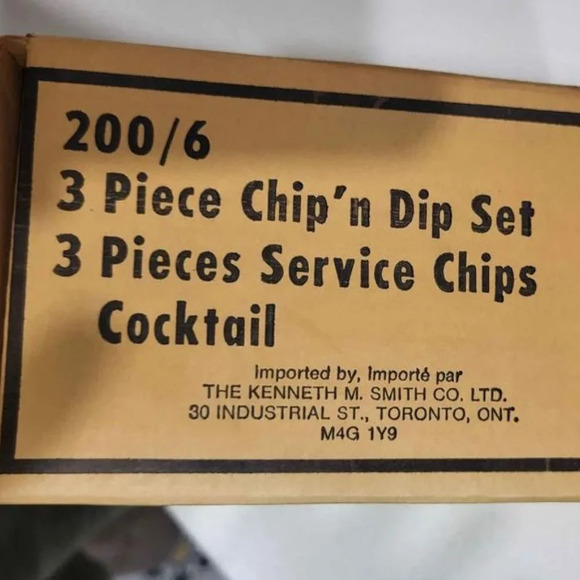 200/6
3 Piece Chip'n Dip Set
3 Pieces Service Chips
Cocktail
Imported by, Importé par
THE KENNETH M. SMITH CO. LTD.
30 INDUSTRIAL ST., TORONTO, ONT.
M4G 1Y9